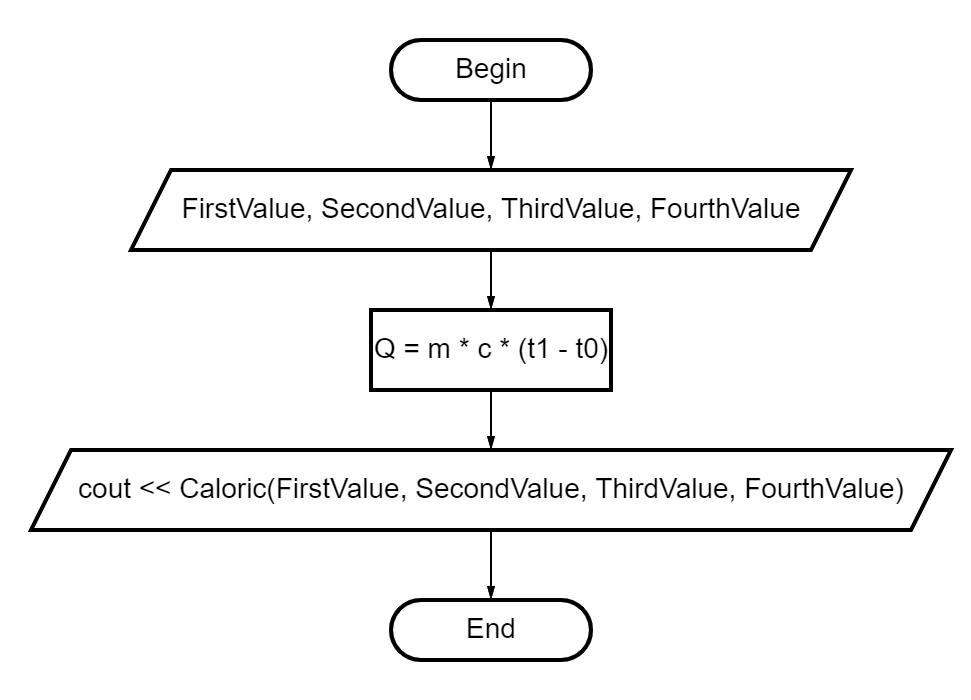 Begin
FirstValue, SecondValue, ThirdValue, FourthValue
Q = m * c * (t1 - t0)
cout << Caloric(FirstValue, SecondValue, ThirdValue, FourthValue)
End